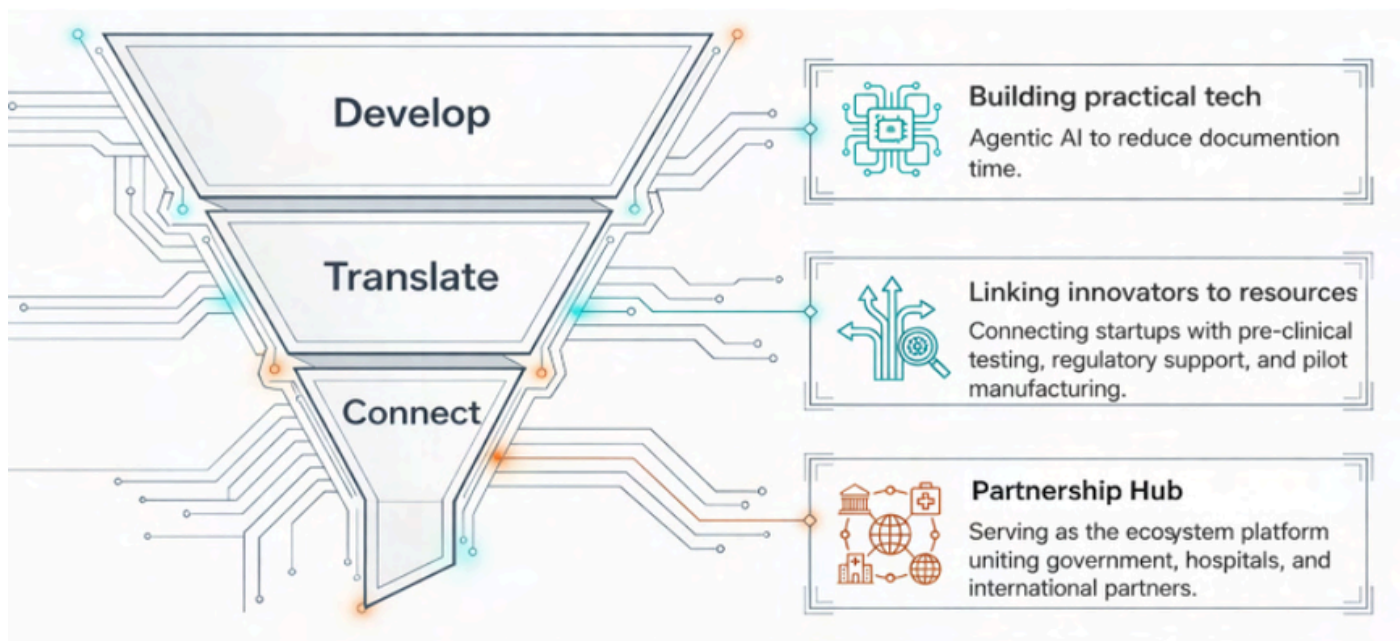 Develop
Building practical tech
Agentic AI to reduce documention
time.
Translate
Linking innovators to resources
Connecting startups with pre-clinical
testing, regulatory support, and pilot
manufacturing.
Connect
Partnership Hub
Serving as the ecosystem platform
uniting government, hospitals, and
international partners.